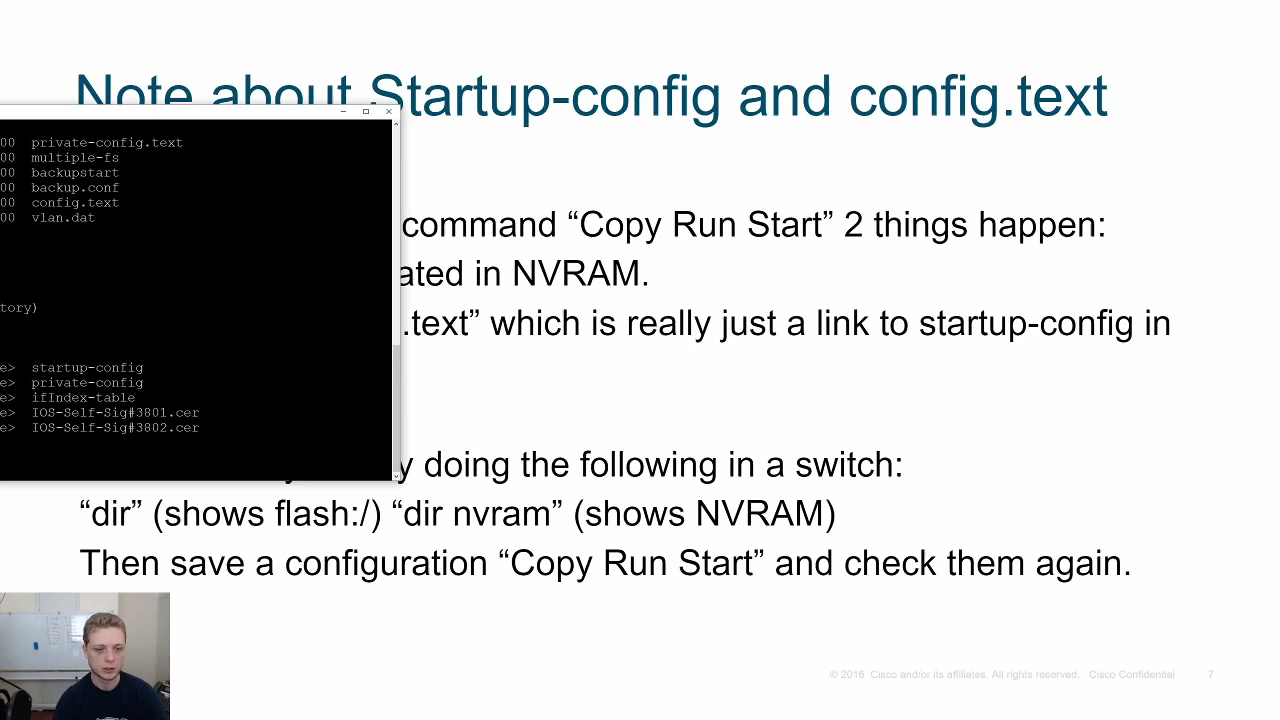 Note about Startup-config and config.text
00 private-config.text
00 multiple-fs
00 backupstart
00 backup.conf
00 config.text
00 vlan.dat
command “Copy Run Start” 2 things happen:
ated in NVRAM.
tory)
.text” which is really just a link to startup-config in
e> startup-config
e> private-config
e> ifIndex-table
e> IOS-Self-Sig#3801.cer
e> IOS-Self-Sig#3802.cer
y doing the following in a switch:
“dir” (shows flash:/) “dir nvram” (shows NVRAM)
Then save a configuration “Copy Run Start” and check them again.
© 2016 Cisco and/or its affiliates. All rights reserved. Cisco Confidential 7